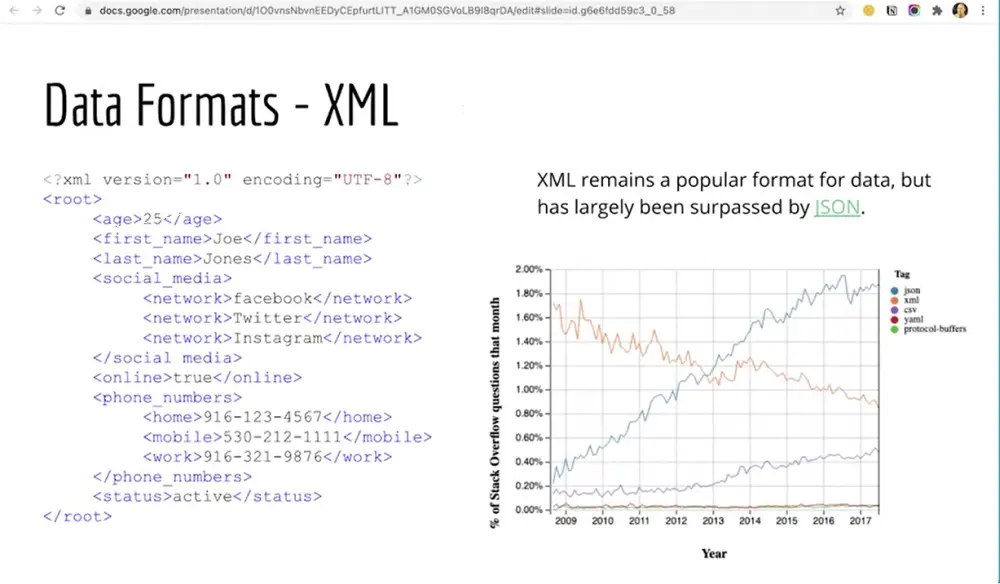 docs.google.com/presentation/d/1O0vnsNbvnEEDyCEpfurtLITT_A1GM0SGVoLB9I8qrDA/edit#slide=id.g6e6fdd59c3_0_58
Data Formats - XML
<?xml version="1.0" encoding="UTF-8"?>
<root>
<age>25</age>
<first_name>Joe</first_name>
<last_name>Jones</last_name>
<social_media>
<network>facebook</network>
<network>Twitter</network>
<network>Instagram</network>
</social_media>
<online>true</online>
<phone_numbers>
<home>916-123-4567</home>
<mobile>530-212-1111</mobile>
<work>916-321-9876</work>
</phone_numbers>
<status>active</status>
</root>
XML remains a popular format for data, but
has largely been surpassed by JSON.
% of Stack Overflow questions that month
2.00%
1.80%
1.60%
1.40%
1.20%
1.00%
0.80%
0.60%
0.40%
0.20%
0.00%
2009 2010 2011 2012 2013 2014 2015 2016 2017
Year
Tag
json
xml
csv
yaml
protocol-buffers